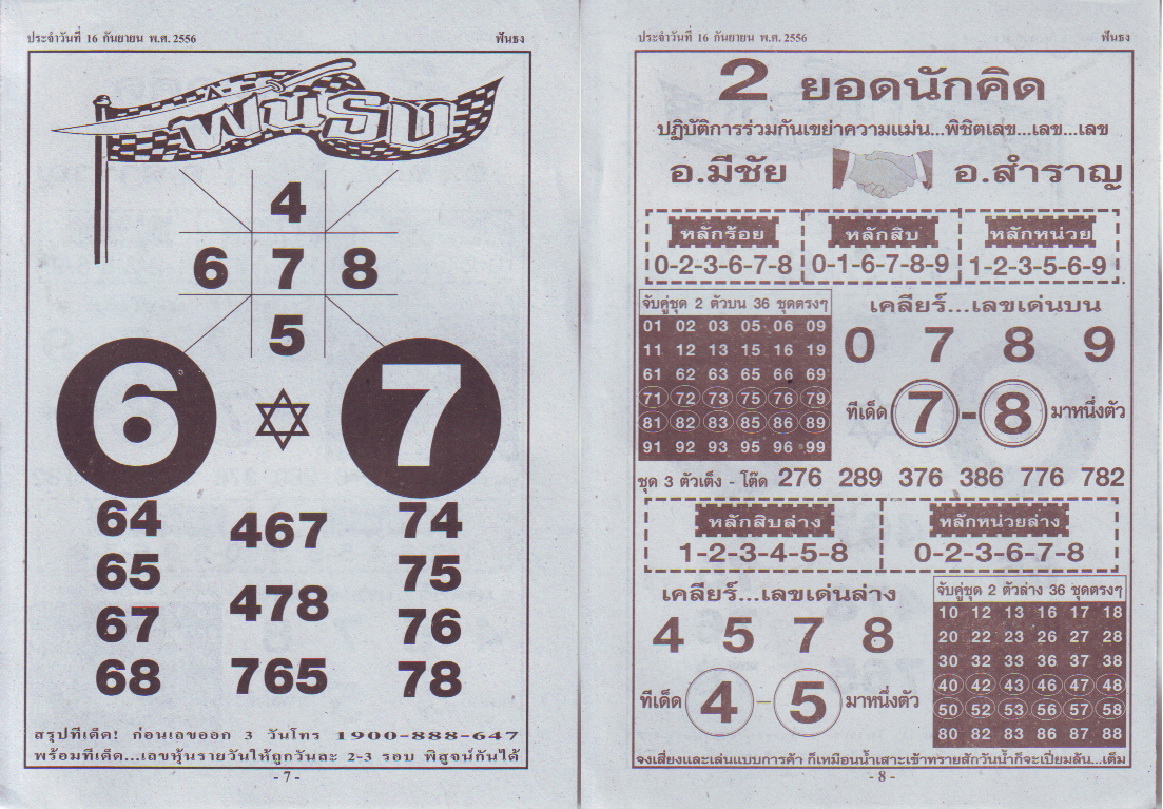 ประจำวันที่ 16 กันยายน พ.ศ. 2556 ฟันธง
ฟันธง
4
6 7 8
5
6 7
64 467 74
65 75
67 478 76
68 765 78
สรุปทีเด็ด! ก่อนเลขออก 3 วันโทร 1900-888-647
พร้อมทีเด็ด...เลขหุ้นรายวันให้ถูกวันละ 2-3 รอบ พิสูจน์กันได้
- 7 -
ประจำวันที่ 16 กันยายน พ.ศ. 2556 ฟันธง
2 ยอดนักคิด
ปฏิบัติการร่วมกันเขย่าความแม่น...พิชิตเลข...เลข...เลข
อ.มีชัย อ.สำราญ
หลักร้อย หลักสิบ หลักหน่วย
0-2-3-6-7-8 0-1-6-7-8-9 1-2-3-5-6-9
จับคู่ชุด 2 ตัวบน 36 ชุดตรงๆ
01 02 03 05 06 09
11 12 13 15 16 19
61 62 63 65 66 69
71 72 73 75 76 79
81 82 83 85 86 89
91 92 93 95 96 99
เคลียร์...เลขเด่นบน
0 7 8 9
ทีเด็ด 7 - 8 มาหนึ่งตัว
ชุด 3 ตัวเต็ง - โต๊ด 276 289 376 386 776 782
หลักสิบล่าง หลักหน่วยล่าง
1-2-3-4-5-8 0-2-3-6-7-8
เคลียร์...เลขเด่นล่าง
4 5 7 8
ทีเด็ด 4 - 5 มาหนึ่งตัว
จับคู่ชุด 2 ตัวล่าง 36 ชุดตรงๆ
10 12 13 16 17 18
20 22 23 26 27 28
30 32 33 36 37 38
40 42 43 46 47 48
50 52 53 56 57 58
80 82 83 86 87 88
จงเสี่ยงและเล่นแบบการค้า ก็เหมือนน้ำเสาะเข้าทรายสักวันน้ำก็จะเปี่ยมล้น...เต็ม
- 8 -